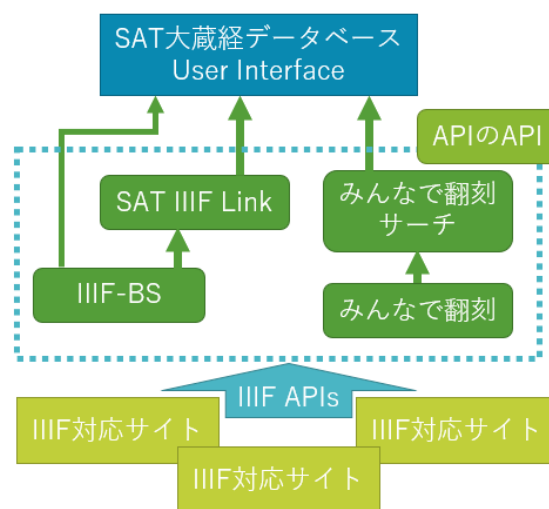 SAT大蔵経データベース
User Interface
APIのAPI
SAT IIIF Link
みんなで翻刻
サーチ
IIIF-BS
みんなで翻刻
IIIF APIs
IIIF対応サイト
IIIF対応サイト
IIIF対応サイト